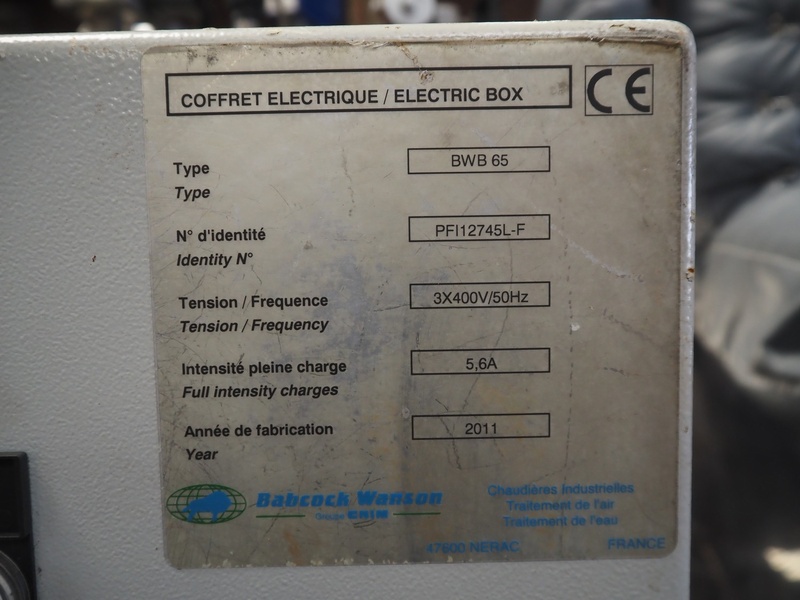 COFFRET ELECTRIQUE / ELECTRIC BOX
CE
Type BWB 65
Type
N° d'identité PFI12745L-F
Identity N°
Tension / Frequence 3X400V/50Hz
Tension / Frequency
Intensité pleine charge 5,6A
Full intensity charges
Année de fabrication 2011
Year
Babcock Wanson
Groupe CNIM
Chaudières Industrielles
Traitement de l'air
Traitement de l'eau
47600 NERAC FRANCE